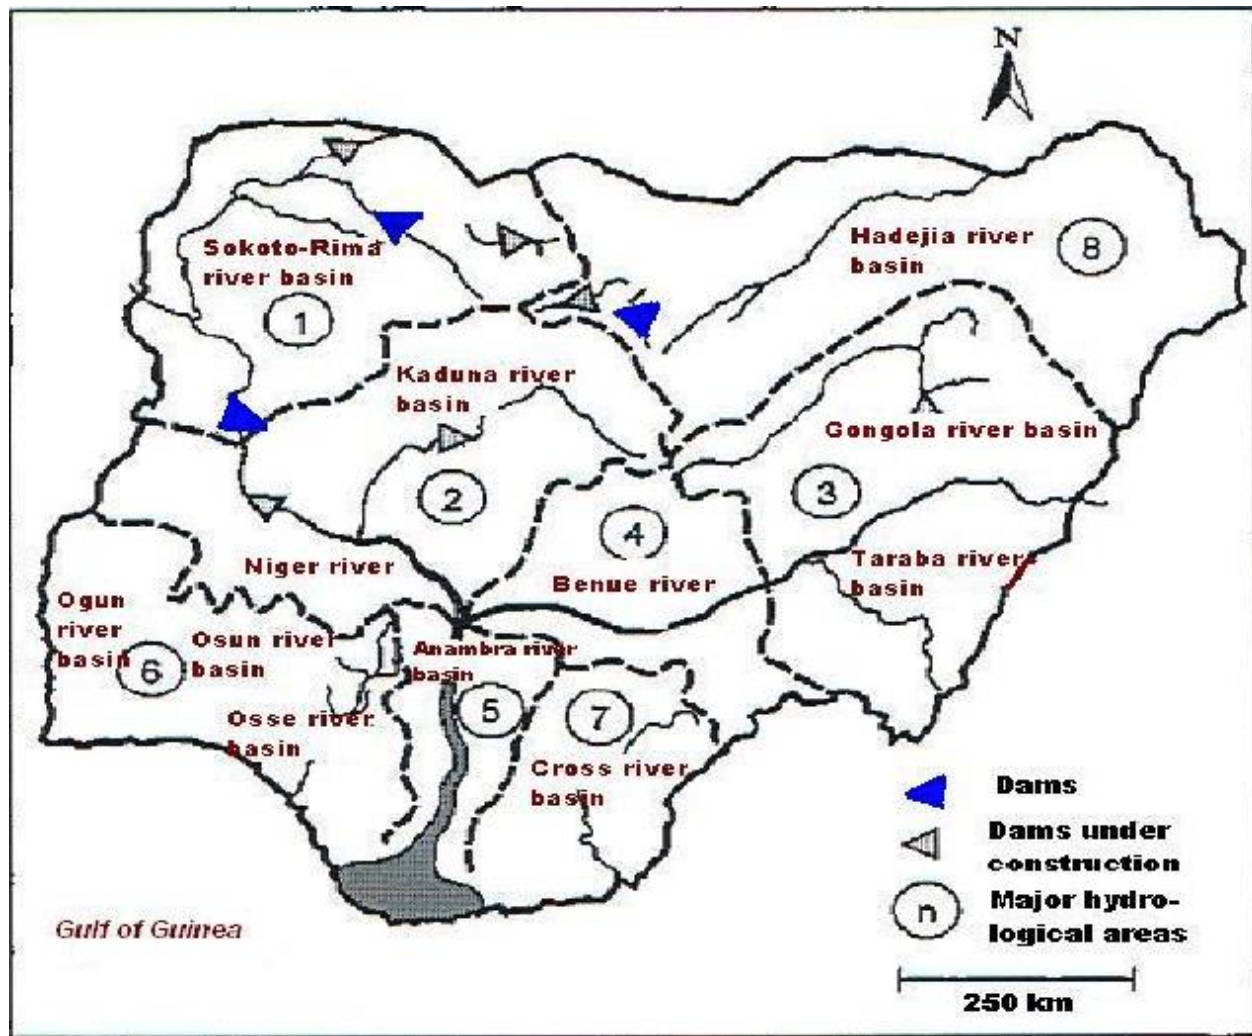 N
Hadejia river
basin
8
Sokoto-Rima
river basin
1
Kaduna river
basin
Gongola river basin
2
3
4
Niger river
Benue river
Taraba rivers
basin
Ogun
river
basin
6
Osun river
basin
Anambra river
basin
5
7
Osse river
basin
Cross river
basin
Dams
Dams under
construction
n
Major hydro-
logical areas
Gulf of Guinea
250 km